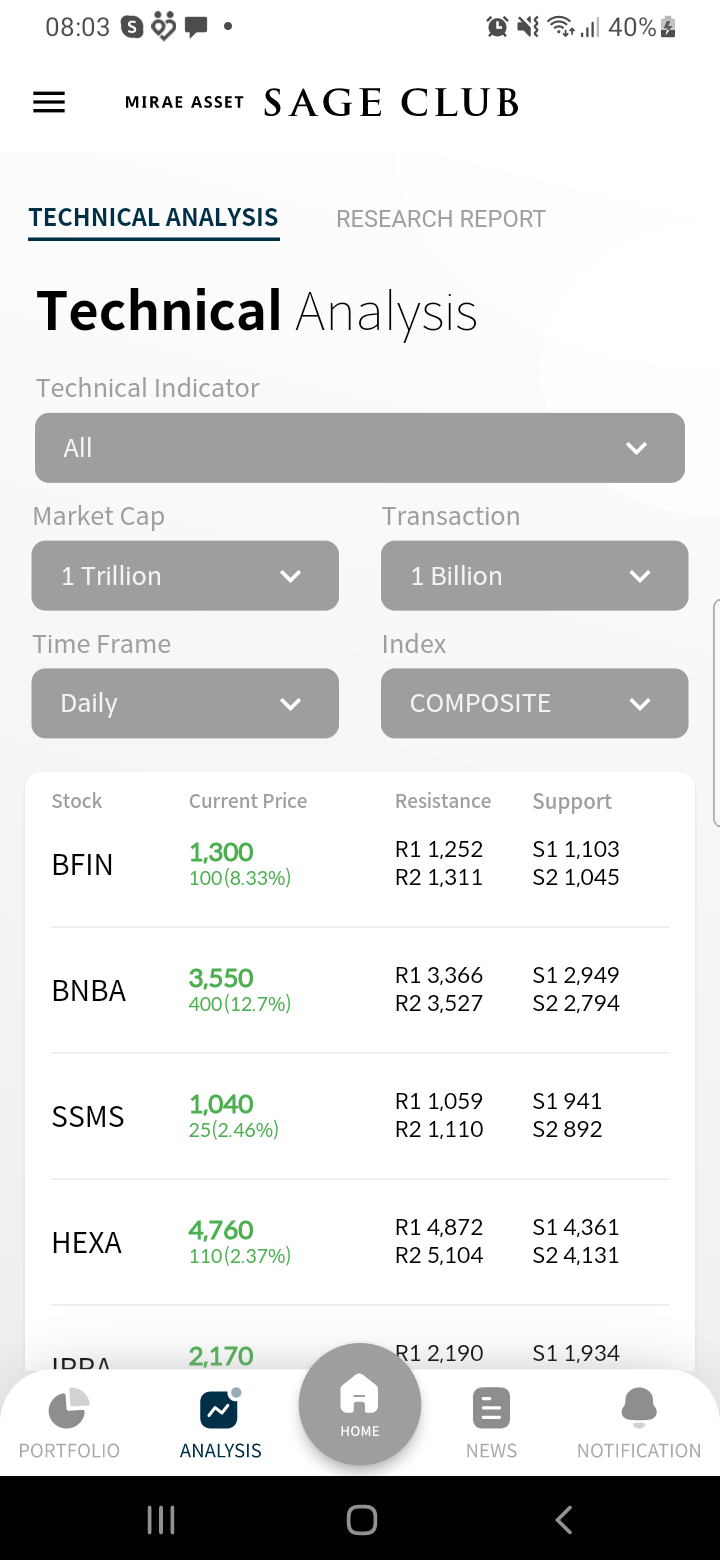 08:03
40%
MIRAE ASSET SAGE CLUB
TECHNICAL ANALYSIS RESEARCH REPORT
Technical Analysis
Technical Indicator
All
Market Cap Transaction
1 Trillion 1 Billion
Time Frame Index
Daily COMPOSITE
Stock Current Price Resistance Support
BFIN 1,300 R1 1,252 S1 1,103
100(8.33%) R2 1,311 S2 1,045
BNBA 3,550 R1 3,366 S1 2,949
400(12.7%) R2 3,527 S2 2,794
SSMS 1,040 R1 1,059 S1 941
25(2.46%) R2 1,110 S2 892
HEXA 4,760 R1 4,872 S1 4,361
110(2.37%) R2 5,104 S2 4,131
2,170 R1 2,190 S1 1,934
PORTFOLIO ANALYSIS HOME NEWS NOTIFICATION